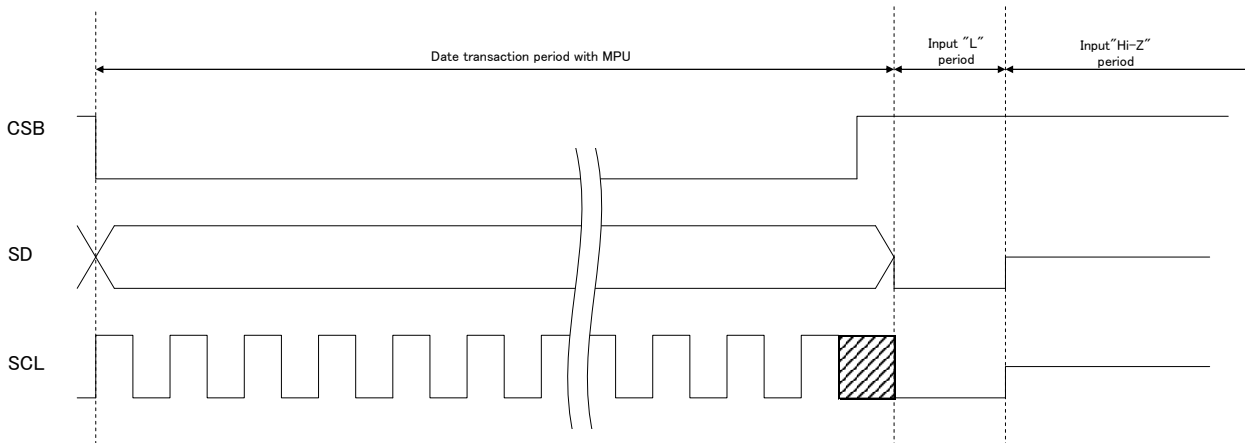 Date transaction period with MPU
Input "L"
period
Input"Hi-Z"
period
CSB
SD
SCL